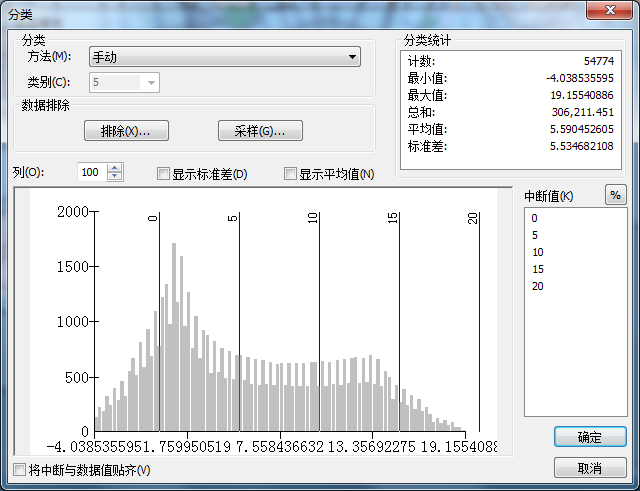 分类
分类
方法(M):
手动
类别(C):
5
数据排除
排除(X)...
采样(G)...
分类统计
计数: 54774
最小值: -4.038535595
最大值: 19.15540886
总和: 306,211.451
平均值: 5.590452605
标准差: 5.534682108
列(O):
100
显示标准差(D)
显示平均值(N)
中断值(K)
%
0
5
10
15
20
2000
1500
1000
500
0
0
5
10
15
20
-4.0385355951.759950519 7.558436632 13.35692275 19.1554088
将中断与数据值贴齐(V)
确定
取消